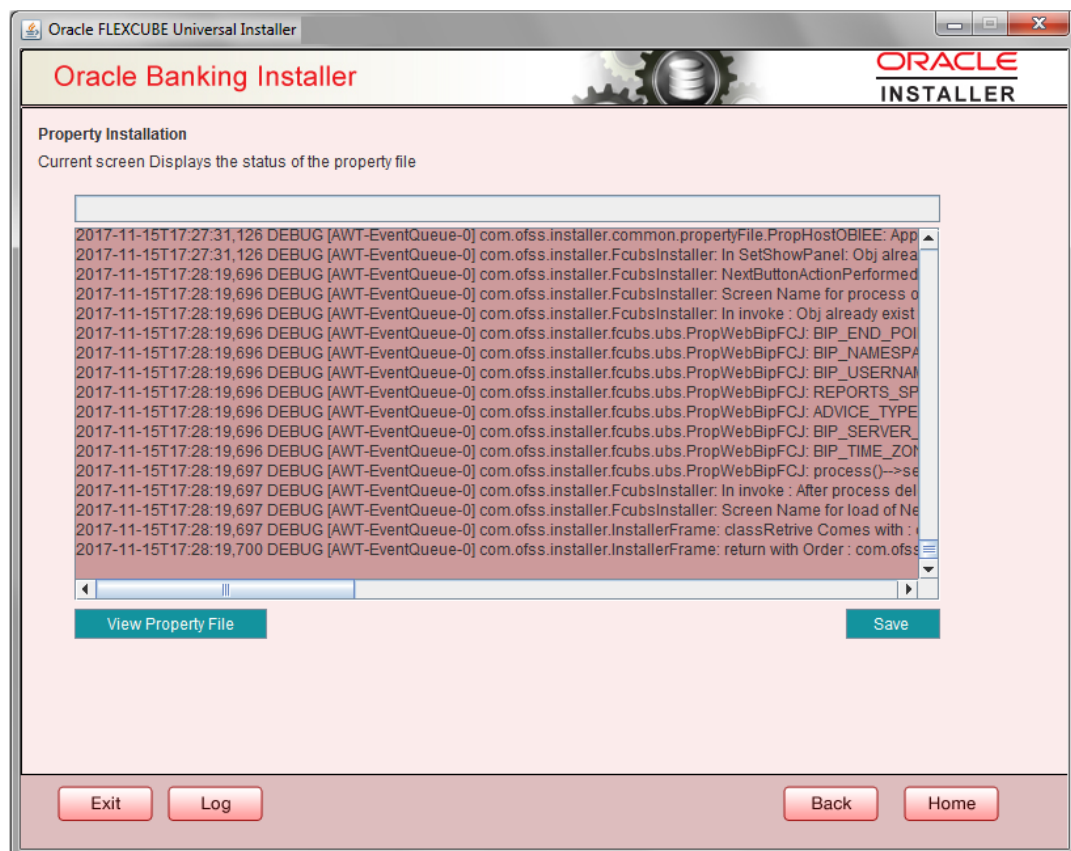 Oracle FLEXCUBE Universal Installer
Oracle Banking Installer
ORACLE
INSTALLER
Property Installation
Current screen Displays the status of the property file
2017-11-15T17:27:31,126 DEBUG [AWT-EventQueue-0] com.ofss.installer.common.propertyFile.PropHostOBIEE: App
2017-11-15T17:27:31,126 DEBUG [AWT-EventQueue-0] com.ofss.installer.FcubsInstaller: In SetShowPanel: Obj alrea
2017-11-15T17:28:19,696 DEBUG [AWT-EventQueue-0] com.ofss.installer.FcubsInstaller: NextButtonActionPerformed
2017-11-15T17:28:19,696 DEBUG [AWT-EventQueue-0] com.ofss.installer.FcubsInstaller: Screen Name for process o
2017-11-15T17:28:19,696 DEBUG [AWT-EventQueue-0] com.ofss.installer.FcubsInstaller: In invoke : Obj already exist
2017-11-15T17:28:19,696 DEBUG [AWT-EventQueue-0] com.ofss.installer.fcubs.ubs.PropWebBipFCJ: BIP_END_POI
2017-11-15T17:28:19,696 DEBUG [AWT-EventQueue-0] com.ofss.installer.fcubs.ubs.PropWebBipFCJ: BIP_NAMESPA
2017-11-15T17:28:19,696 DEBUG [AWT-EventQueue-0] com.ofss.installer.fcubs.ubs.PropWebBipFCJ: BIP_USERNAM
2017-11-15T17:28:19,696 DEBUG [AWT-EventQueue-0] com.ofss.installer.fcubs.ubs.PropWebBipFCJ: REPORTS_SP
2017-11-15T17:28:19,696 DEBUG [AWT-EventQueue-0] com.ofss.installer.fcubs.ubs.PropWebBipFCJ: ADVICE_TYPE
2017-11-15T17:28:19,696 DEBUG [AWT-EventQueue-0] com.ofss.installer.fcubs.ubs.PropWebBipFCJ: BIP_SERVER_
2017-11-15T17:28:19,696 DEBUG [AWT-EventQueue-0] com.ofss.installer.fcubs.ubs.PropWebBipFCJ: BIP_TIME_ZON
2017-11-15T17:28:19,697 DEBUG [AWT-EventQueue-0] com.ofss.installer.fcubs.ubs.PropWebBipFCJ: process()-->se
2017-11-15T17:28:19,697 DEBUG [AWT-EventQueue-0] com.ofss.installer.FcubsInstaller: In invoke : After process del
2017-11-15T17:28:19,697 DEBUG [AWT-EventQueue-0] com.ofss.installer.FcubsInstaller: Screen Name for load of Ne
2017-11-15T17:28:19,697 DEBUG [AWT-EventQueue-0] com.ofss.installer.InstallerFrame: classRetrive Comes with :
2017-11-15T17:28:19,700 DEBUG [AWT-EventQueue-0] com.ofss.installer.InstallerFrame: return with Order : com.ofss
View Property File
Save
Exit
Log
Back
Home